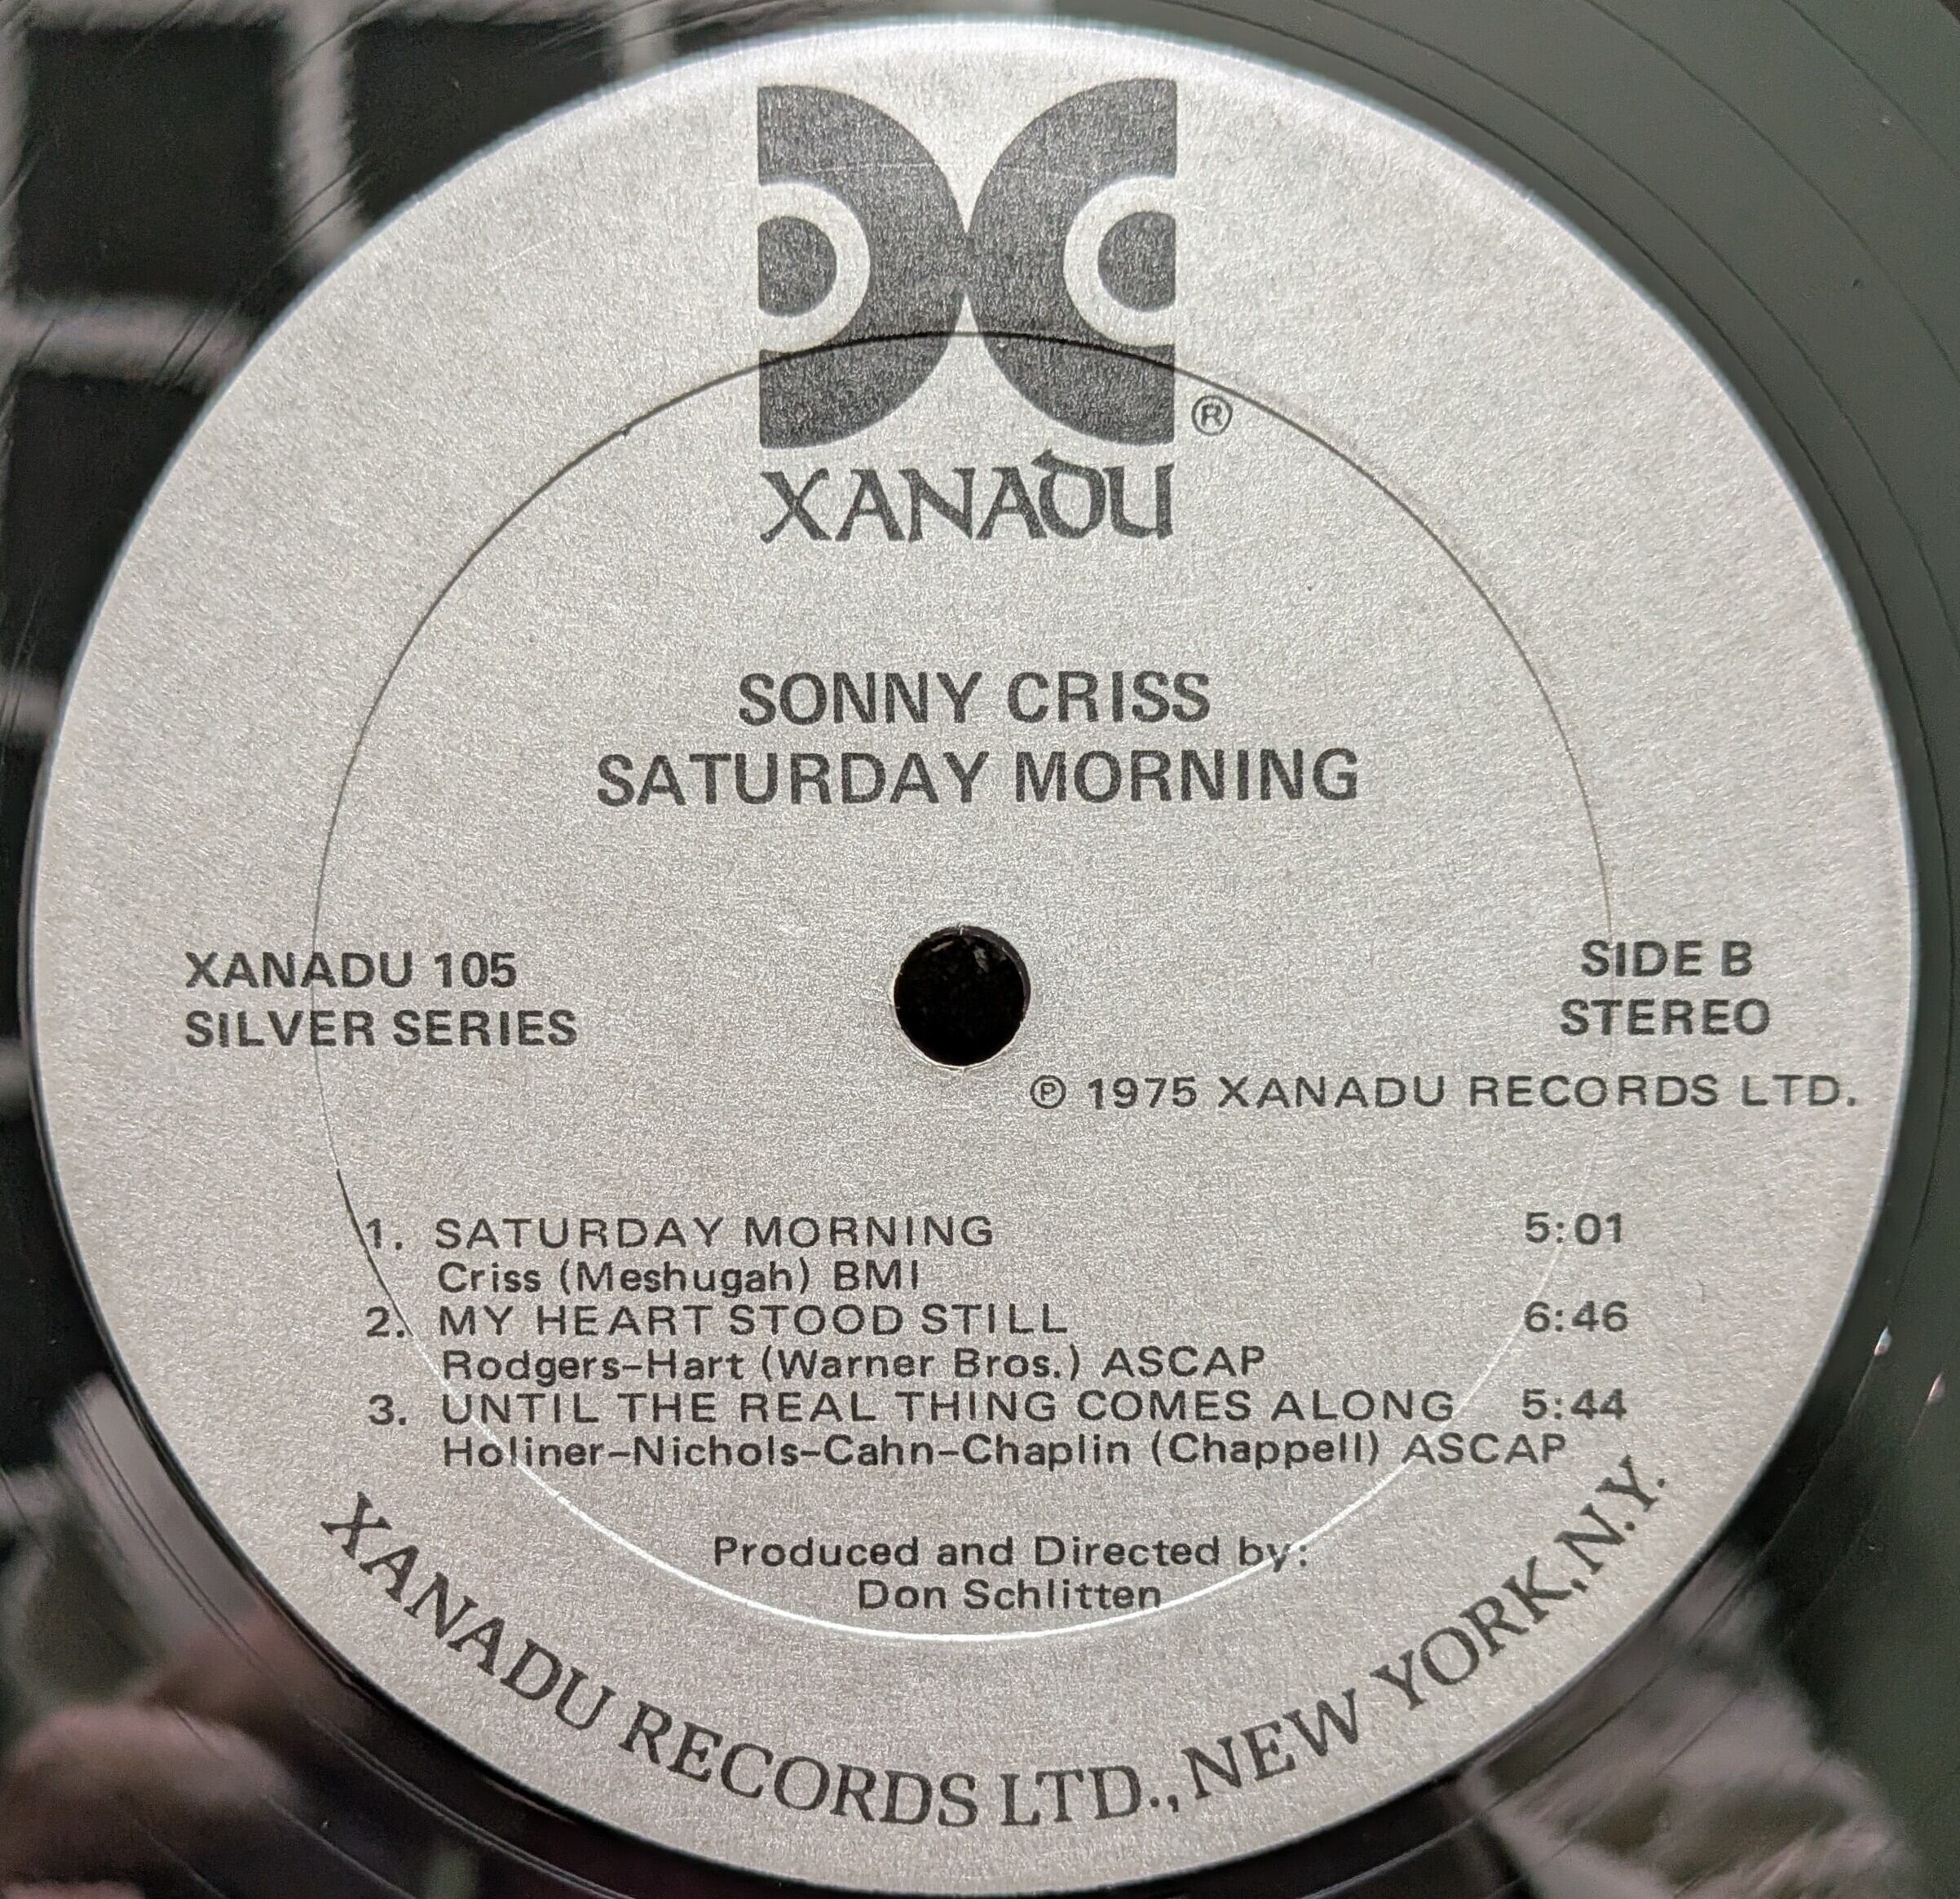 ®
XANADU
SONNY CRISS
SATURDAY MORNING
XANADU 105
SILVER SERIES
SIDE B
STEREO
℗ 1975 XANADU RECORDS LTD.
1. SATURDAY MORNING 5:01
Criss (Meshugah) BMI
2. MY HEART STOOD STILL 6:46
Rodgers-Hart (Warner Bros.) ASCAP
3. UNTIL THE REAL THING COMES ALONG 5:44
Holiner-Nichols-Cahn-Chaplin (Chappell) ASCAP
Produced and Directed by:
Don Schlitten
XANADU RECORDS LTD., NEW YORK, N.Y.